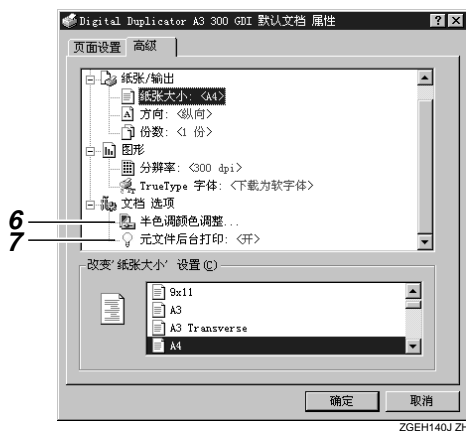 Digital Duplicator A3 300 GDI 默认文档 属性
页面设置 高级
纸张/输出
纸张大小: <A4>
方向: <纵向>
份数: <1 份>
图形
分辨率: <300 dpi>
TrueType 字体: <下载为软字体>
文档 选项
6 半色调颜色调整...
7 元文件后台打印: <开>
改变'纸张大小' 设置(C)
9x11
A3
A3 Transverse
A4
确定 取消
ZGEH140J ZH